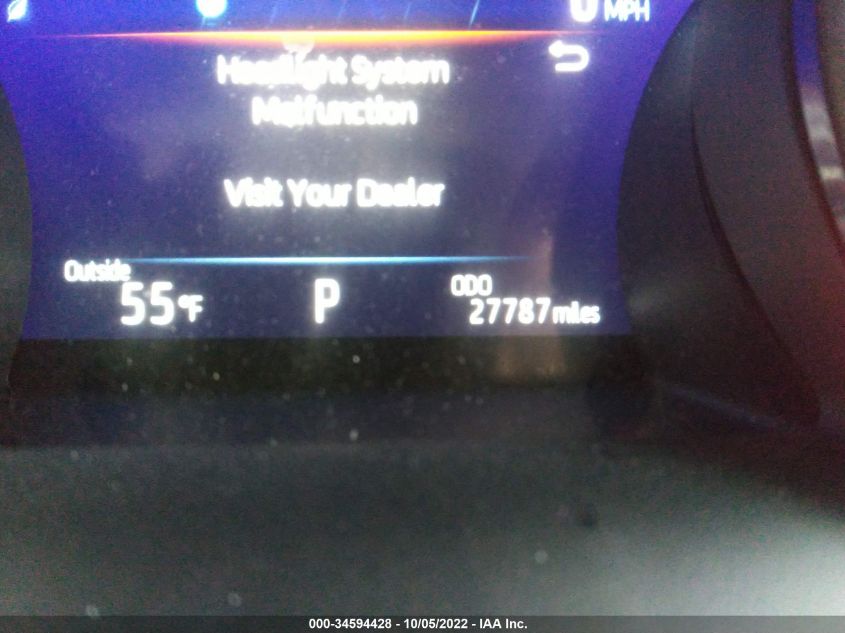 0 MPH
Headlight System
Malfunction
Visit Your Dealer
Outside
55°F
P
ODO
27787 miles
000-34594428 - 10/05/2022 - IAA Inc.